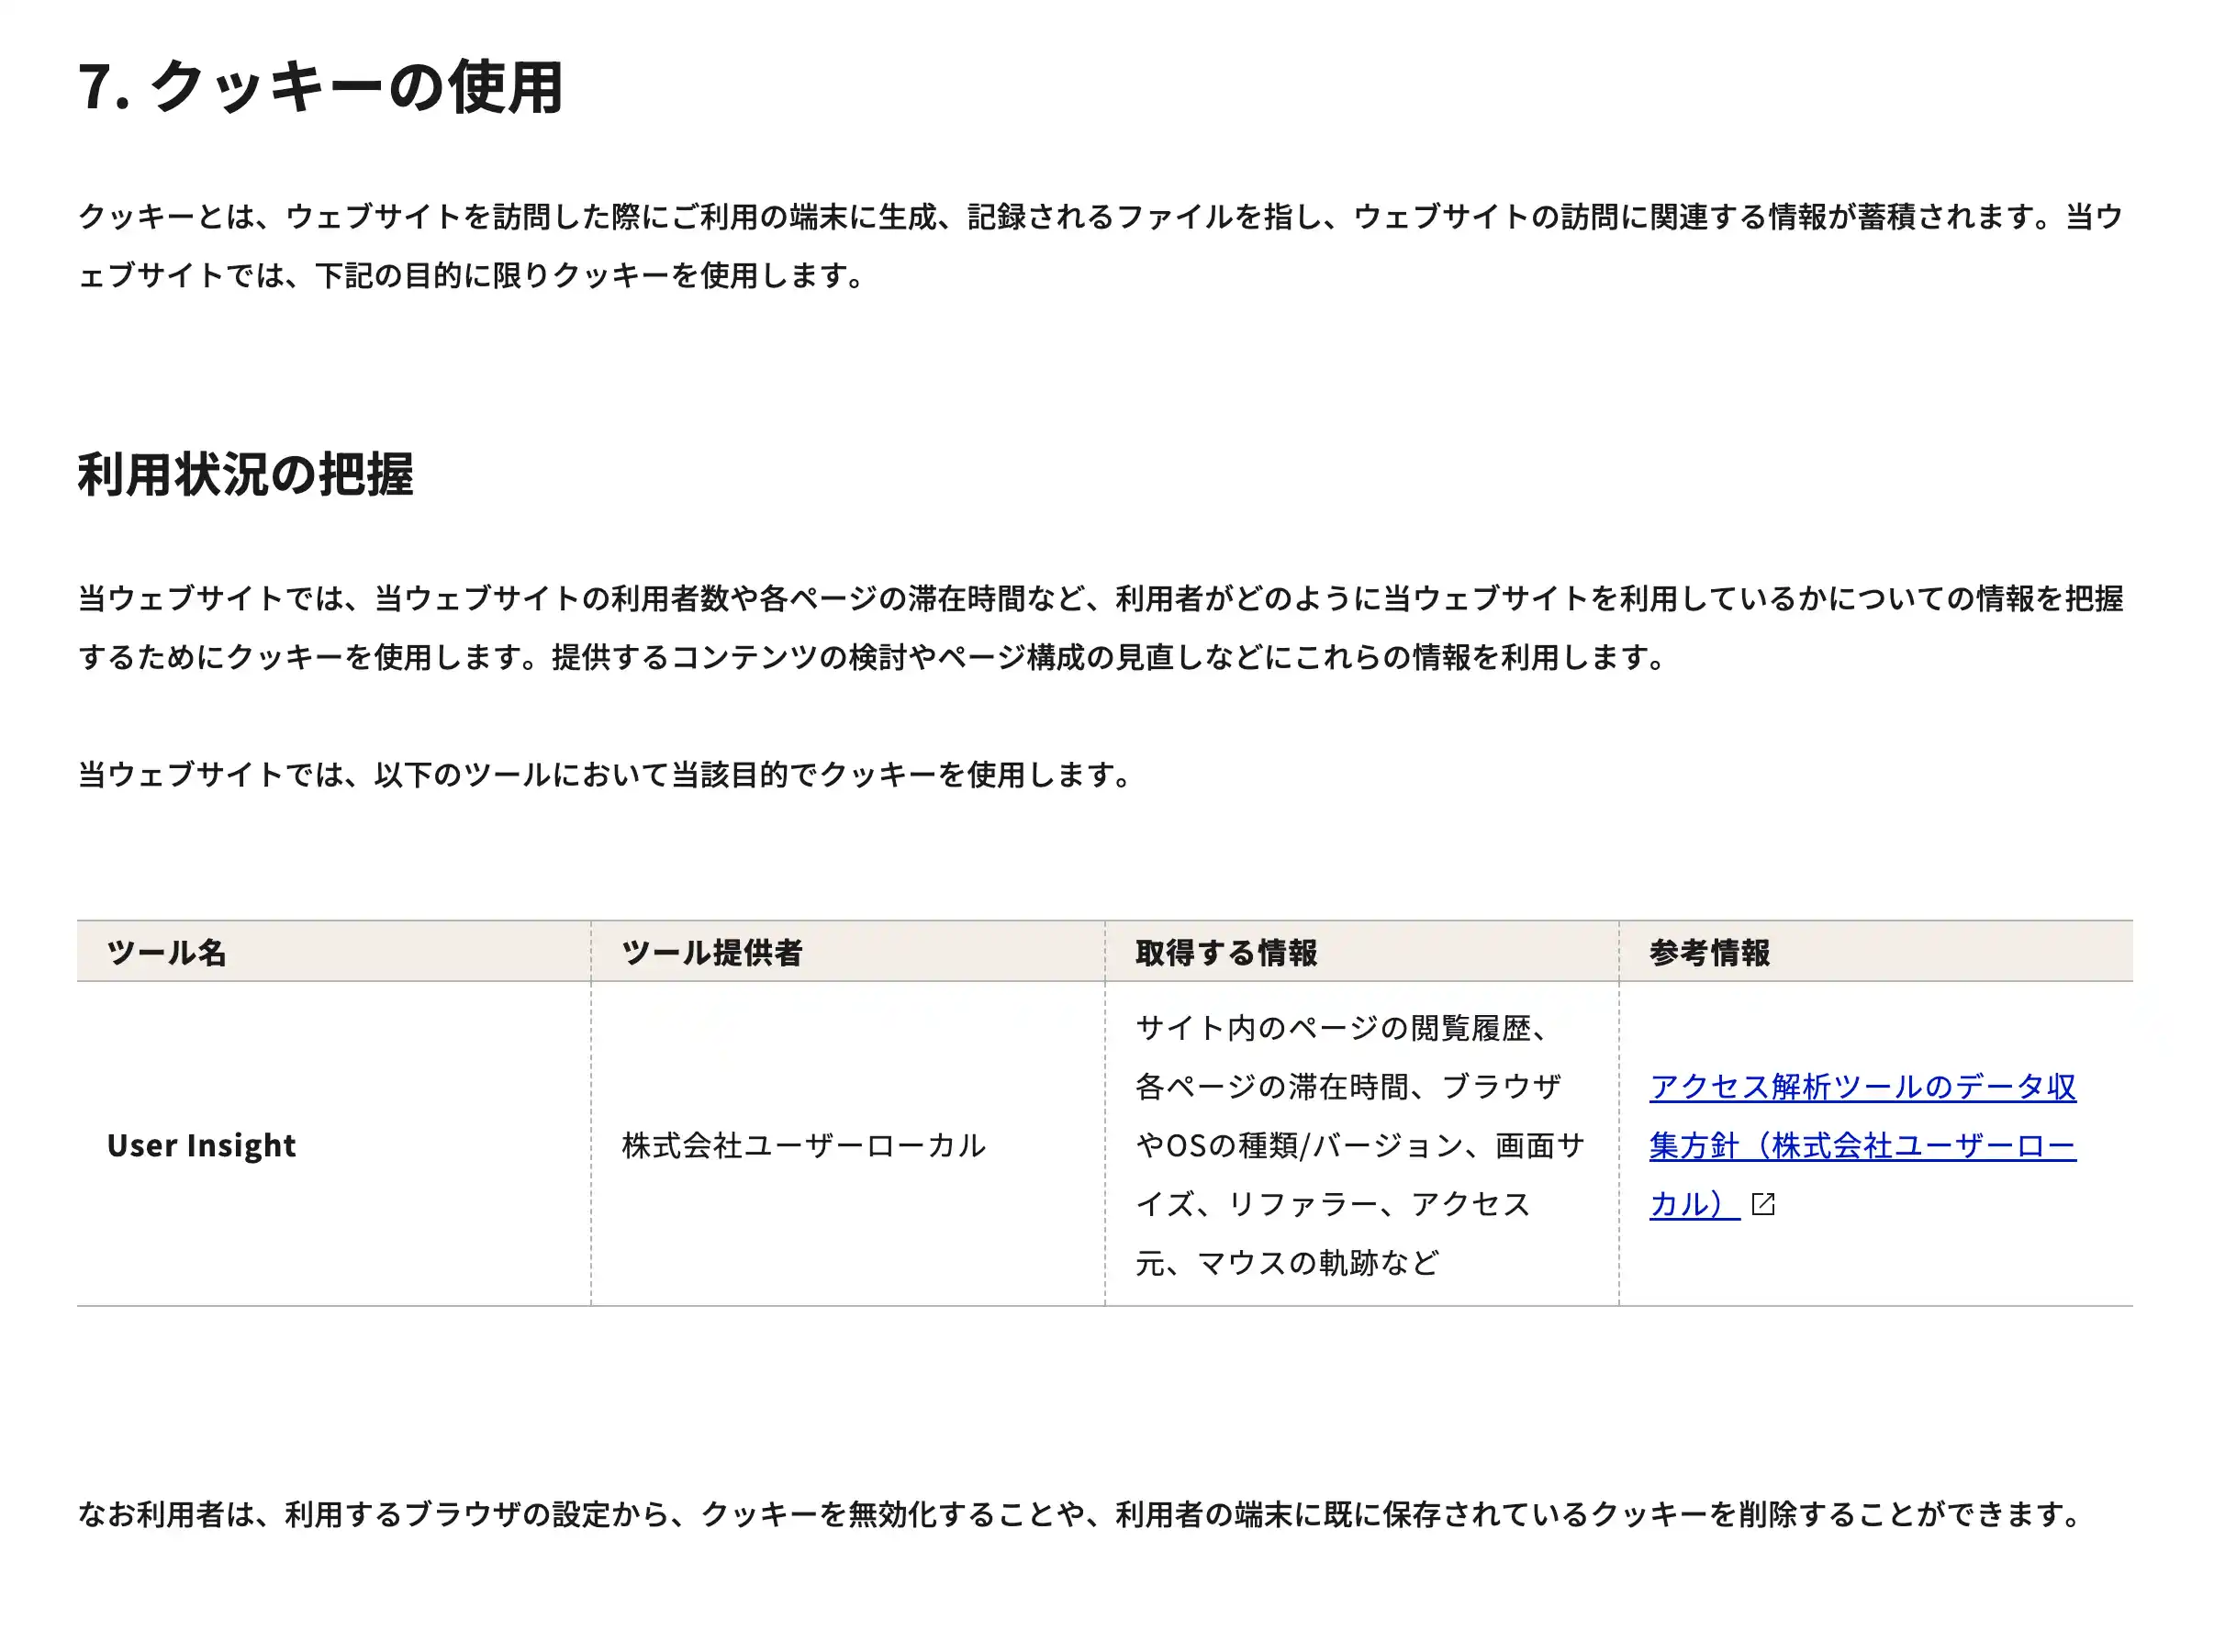 7. クッキーの使用
クッキーとは、ウェブサイトを訪問した際にご利用の端末に生成、記録されるファイルを指し、ウェブサイトの訪問に関連する情報が蓄積されます。当ウ
ェブサイトでは、下記の目的に限りクッキーを使用します。
利用状況の把握
当ウェブサイトでは、当ウェブサイトの利用者数や各ページの滞在時間など、利用者がどのように当ウェブサイトを利用しているかについての情報を把握
するためにクッキーを使用します。提供するコンテンツの検討やページ構成の見直しなどにこれらの情報を利用します。
当ウェブサイトでは、以下のツールにおいて当該目的でクッキーを使用します。
ツール名
ツール提供者
取得する情報
参考情報
User Insight
株式会社ユーザーローカル
サイト内のページの閲覧履歴、
各ページの滞在時間、ブラウザ
やOSの種類/バージョン、画面サ
イズ、リファラー、アクセス
元、マウスの軌跡など
アクセス解析ツールのデータ収
集方針（株式会社ユーザーロー
カル）
なお利用者は、利用するブラウザの設定から、クッキーを無効化することや、利用者の端末に既に保存されているクッキーを削除することができます。